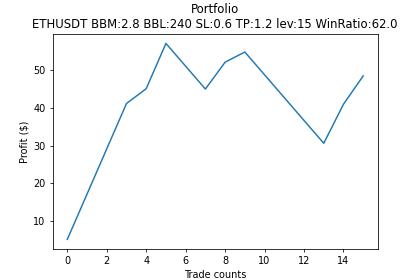 Portfolio
ETHUSDT BBM:2.8 BBL:240 SL:0.6 TP:1.2 lev:15 WinRatio:62.0
Profit ($)
50
40
30
20
10
0 2 4 6 8 10 12 14
Trade counts